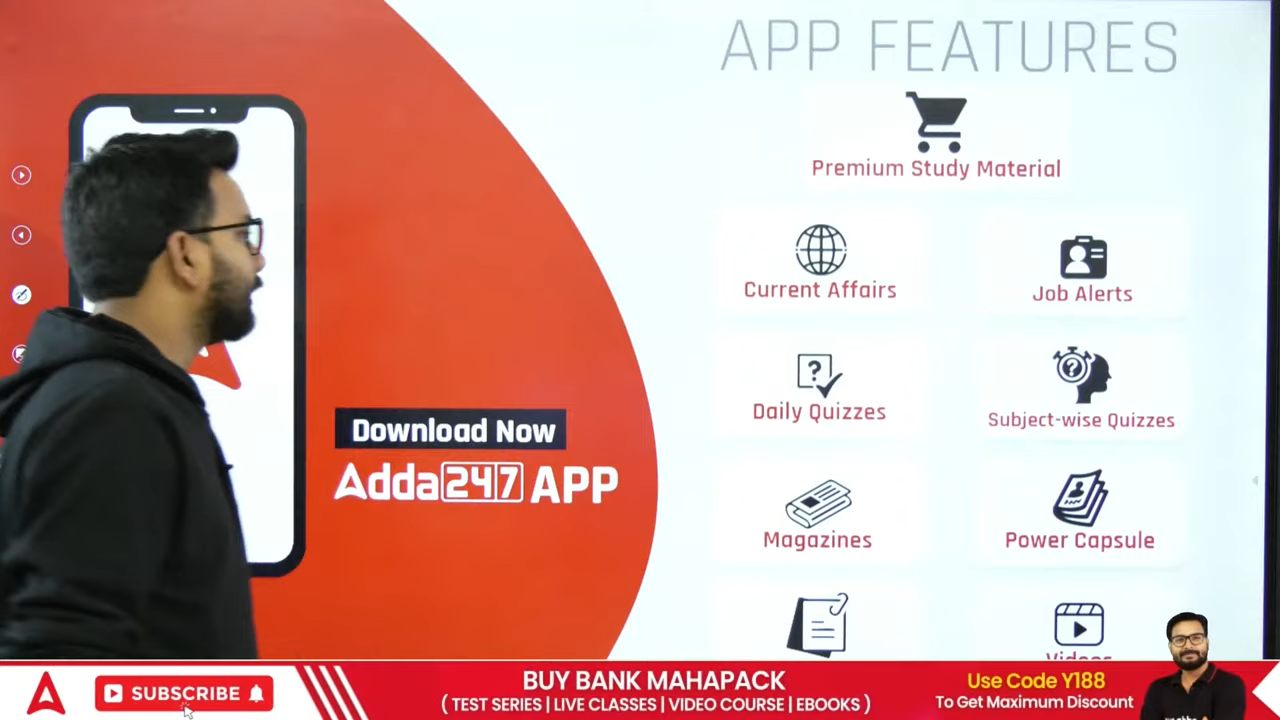 APP FEATURES
Premium Study Material
Current Affairs
Job Alerts
Daily Quizzes
Subject-wise Quizzes
Magazines
Power Capsule
Videos
Download Now
Adda247 APP
SUBSCRIBE
BUY BANK MAHAPACK
( TEST SERIES | LIVE CLASSES | VIDEO COURSE | EBOOKS )
Use Code Y188
To Get Maximum Discount